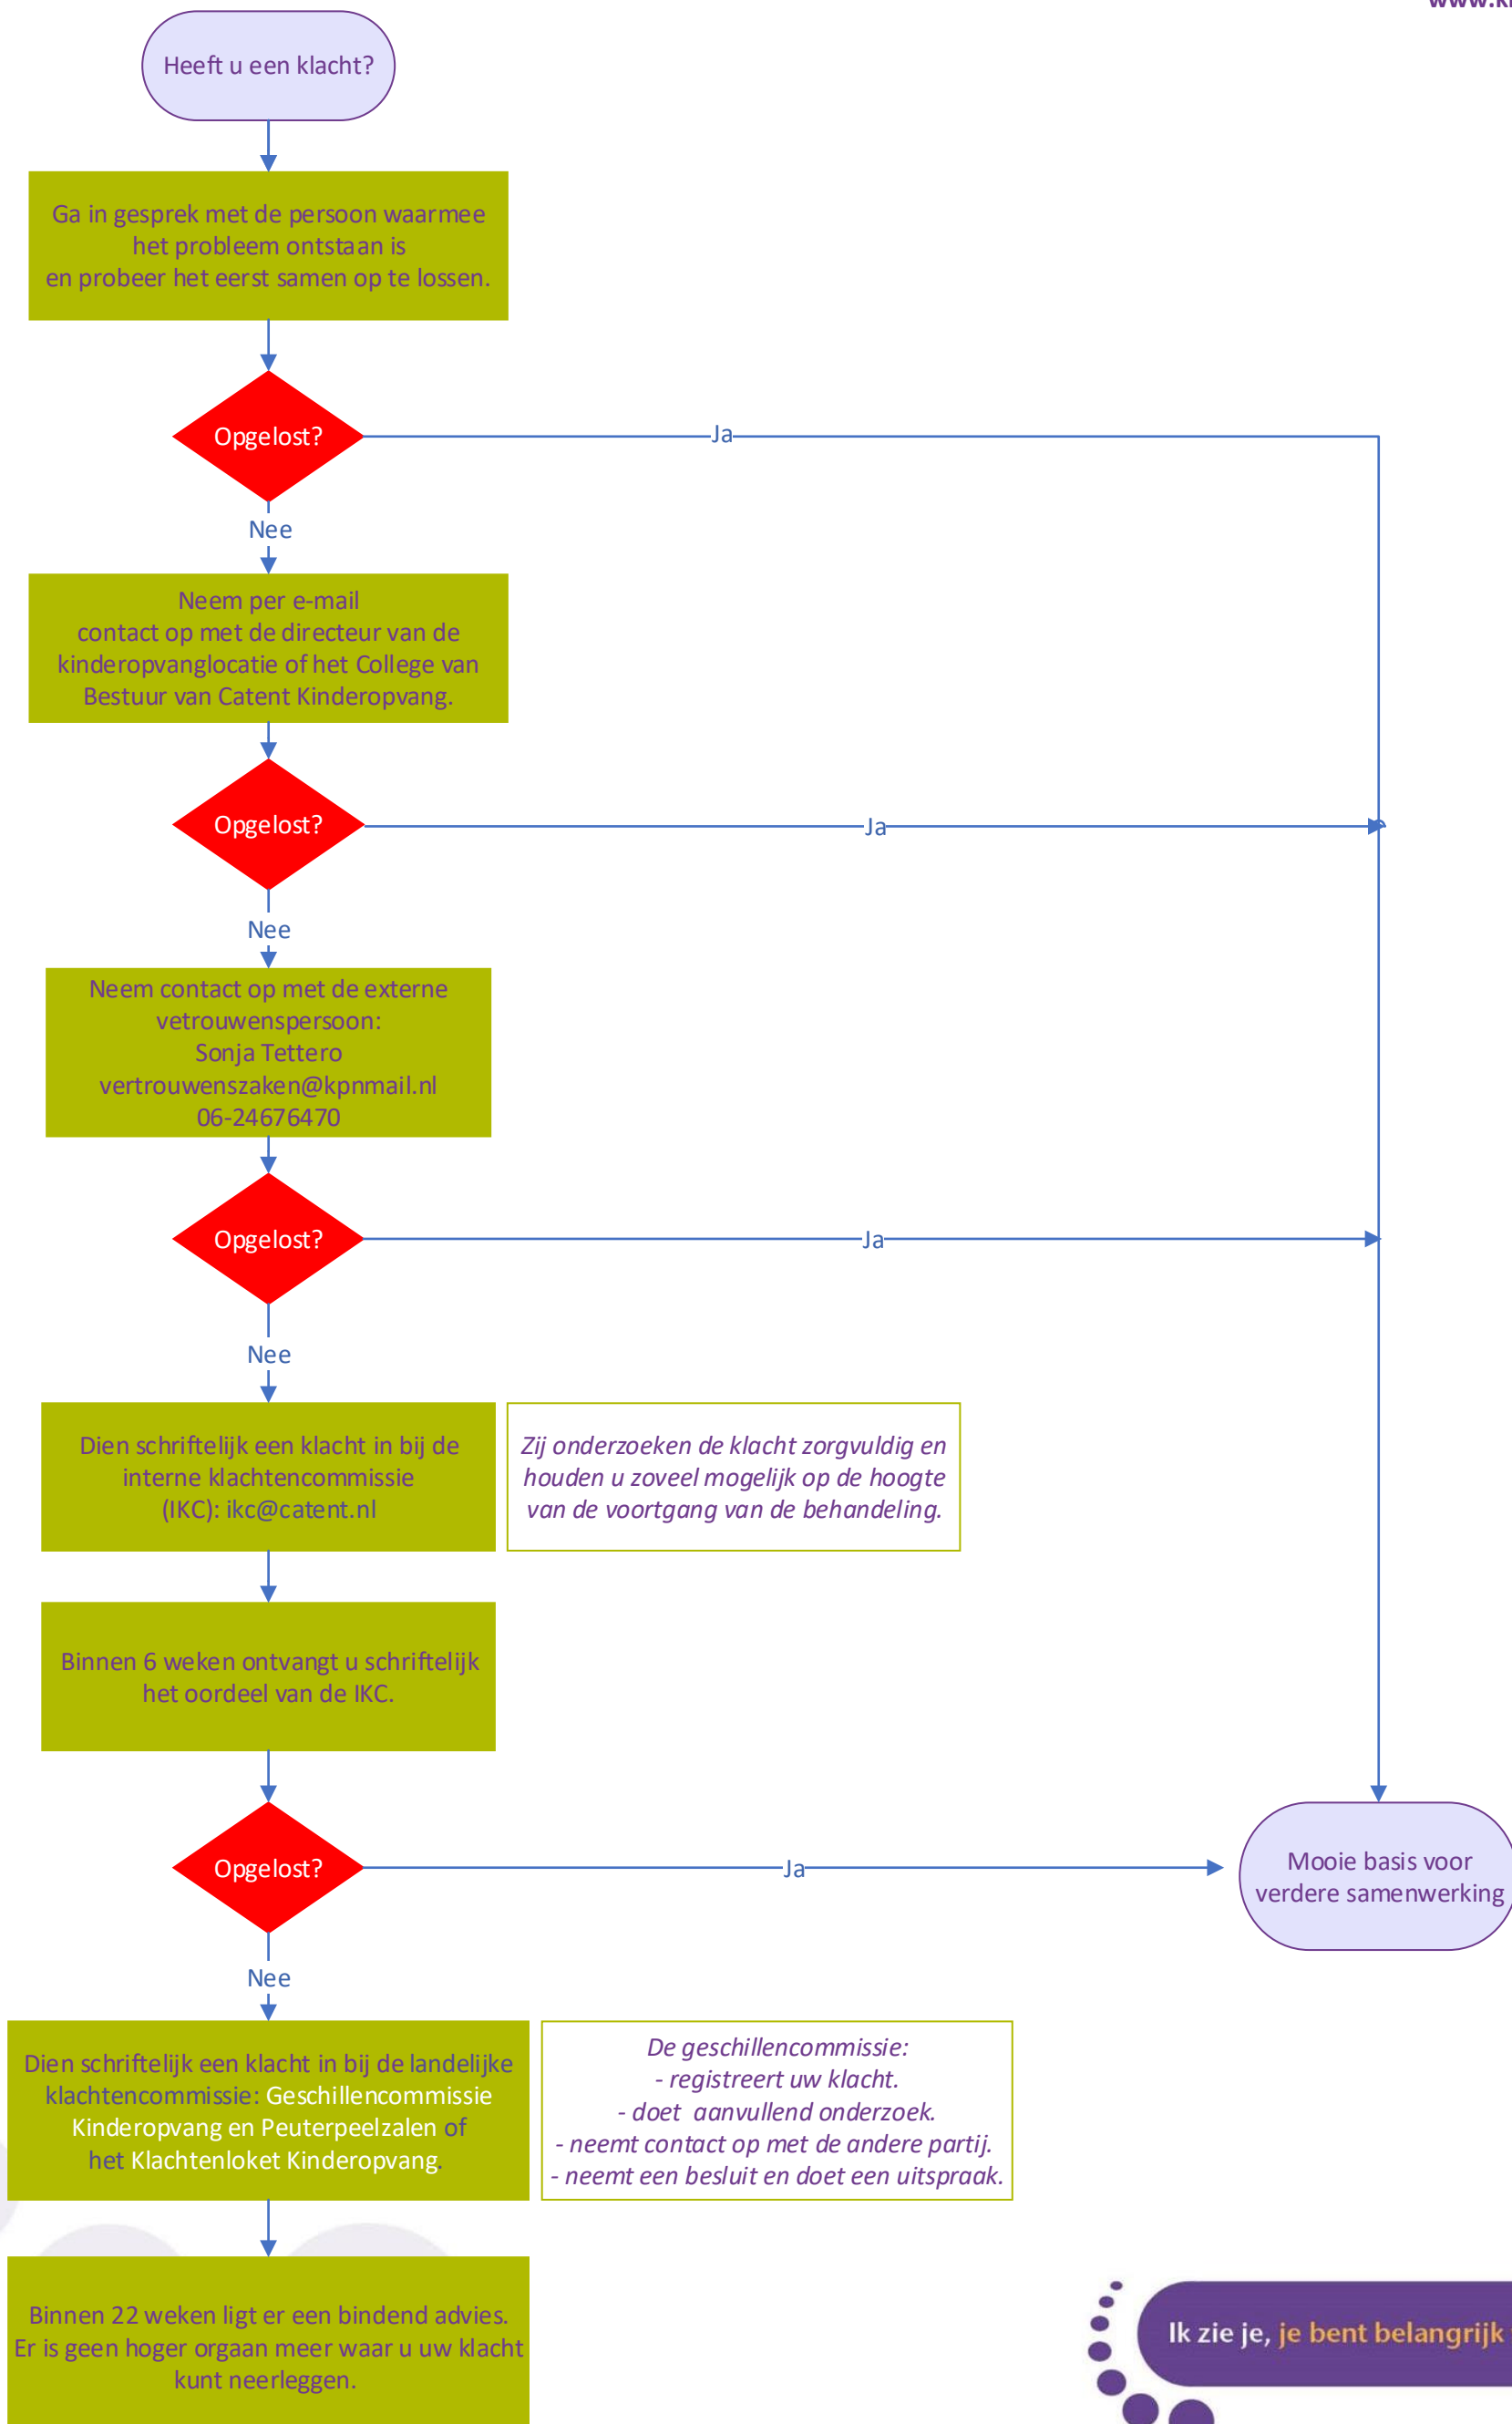 Heeft u een klacht?
Ga in gesprek met de persoon waarmee
het probleem ontstaan is
en probeer het eerst samen op te lossen.
Opgelost?
Ja
Nee
Neem per e-mail
contact op met de directeur van de
kinderopvanglocatie of het College van
Bestuur van Catent Kinderopvang.
Opgelost?
Ja
Nee
Neem contact op met de externe
vetrouwenspersoon:
Sonja Tettero
vertrouwenszaken@kpnmail.nl
06-24676470
Opgelost?
Ja
Nee
Dien schriftelijk een klacht in bij de
interne klachtencommissie
(IKC): ikc@catent.nl
Zij onderzoeken de klacht zorgvuldig en
houden u zoveel mogelijk op de hoogte
van de voortgang van de behandeling.
Binnen 6 weken ontvangt u schriftelijk
het oordeel van de IKC.
Opgelost?
Ja
Mooie basis voor
verdere samenwerking
Nee
Dien schriftelijk een klacht in bij de landelijke
klachtencommissie: Geschillencommissie
Kinderopvang en Peuterpeelzalen of
het Klachtenloket Kinderopvang.
De geschillencommissie:
- registreert uw klacht.
- doet aanvullend onderzoek.
- neemt contact op met de andere partij.
- neemt een besluit en doet een uitspraak.
Binnen 22 weken ligt er een bindend advies.
Er is geen hoger orgaan meer waar u uw klacht
kunt neerleggen.
Ik zie je, je bent belangrijk